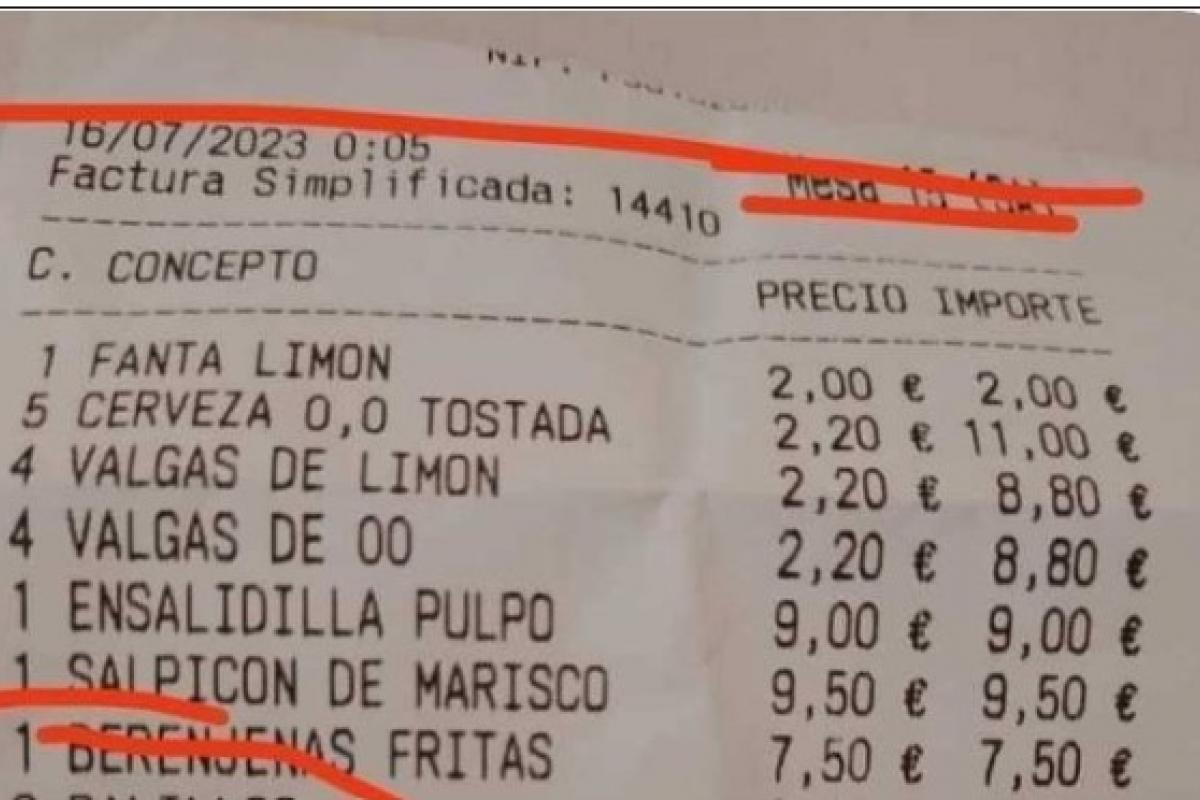 16/07/2023 0:05
Factura Simplificada: 14410 Mesa 15
C. CONCEPTO PRECIO IMPORTE
1 FANTA LIMON 2,00 € 2,00 €
5 CERVEZA 0,0 TOSTADA 2,20 € 11,00 €
4 VALGAS DE LIMON 2,20 € 8,80 €
4 VALGAS DE 00 2,20 € 8,80 €
1 ENSALIDILLA PULPO 9,00 € 9,00 €
1 SALPICON DE MARISCO 9,50 € 9,50 €
1 BERENJENAS FRITAS 7,50 € 7,50 €